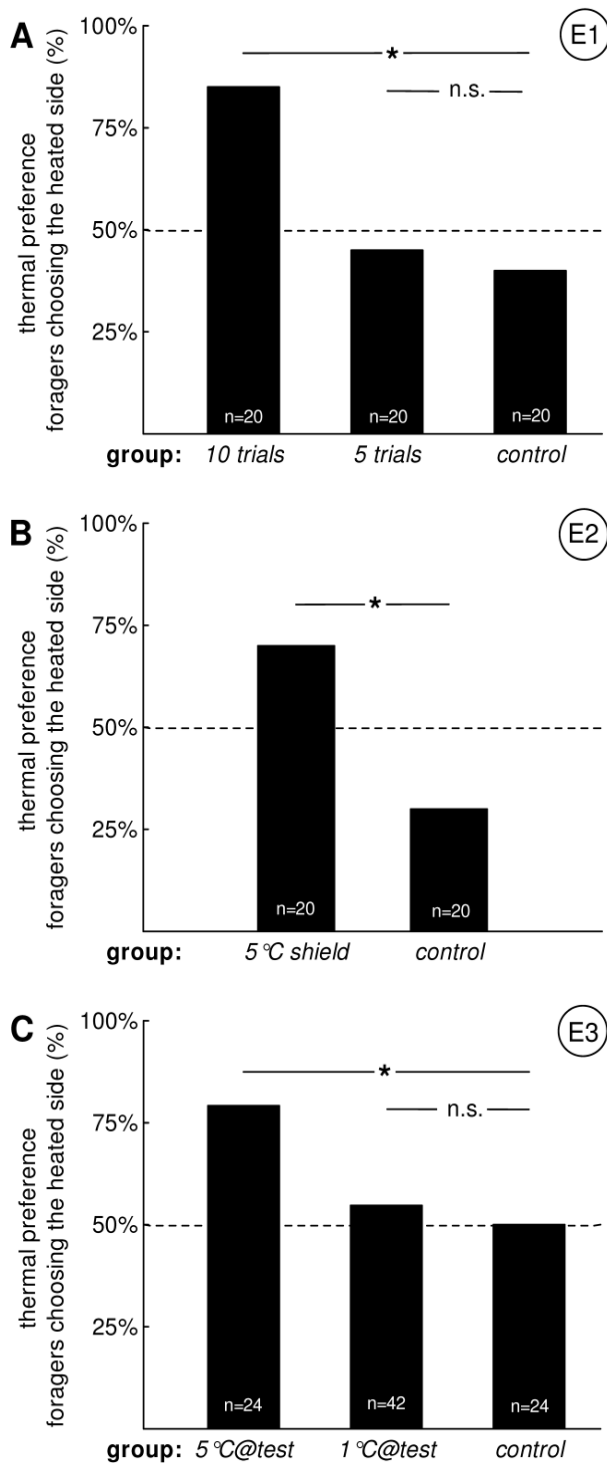 A
E1
thermal preference
foragers choosing the heated side (%)
100%
75%
50%
25%
*
n.s.
n=20
n=20
n=20
group: 10 trials 5 trials control
B
E2
thermal preference
foragers choosing the heated side (%)
100%
75%
50%
25%
*
n=20
n=20
group: 5°C shield control
C
E3
thermal preference
foragers choosing the heated side (%)
100%
75%
50%
25%
*
n.s.
n=24
n=42
n=24
group: 5°C@test 1°C@test control